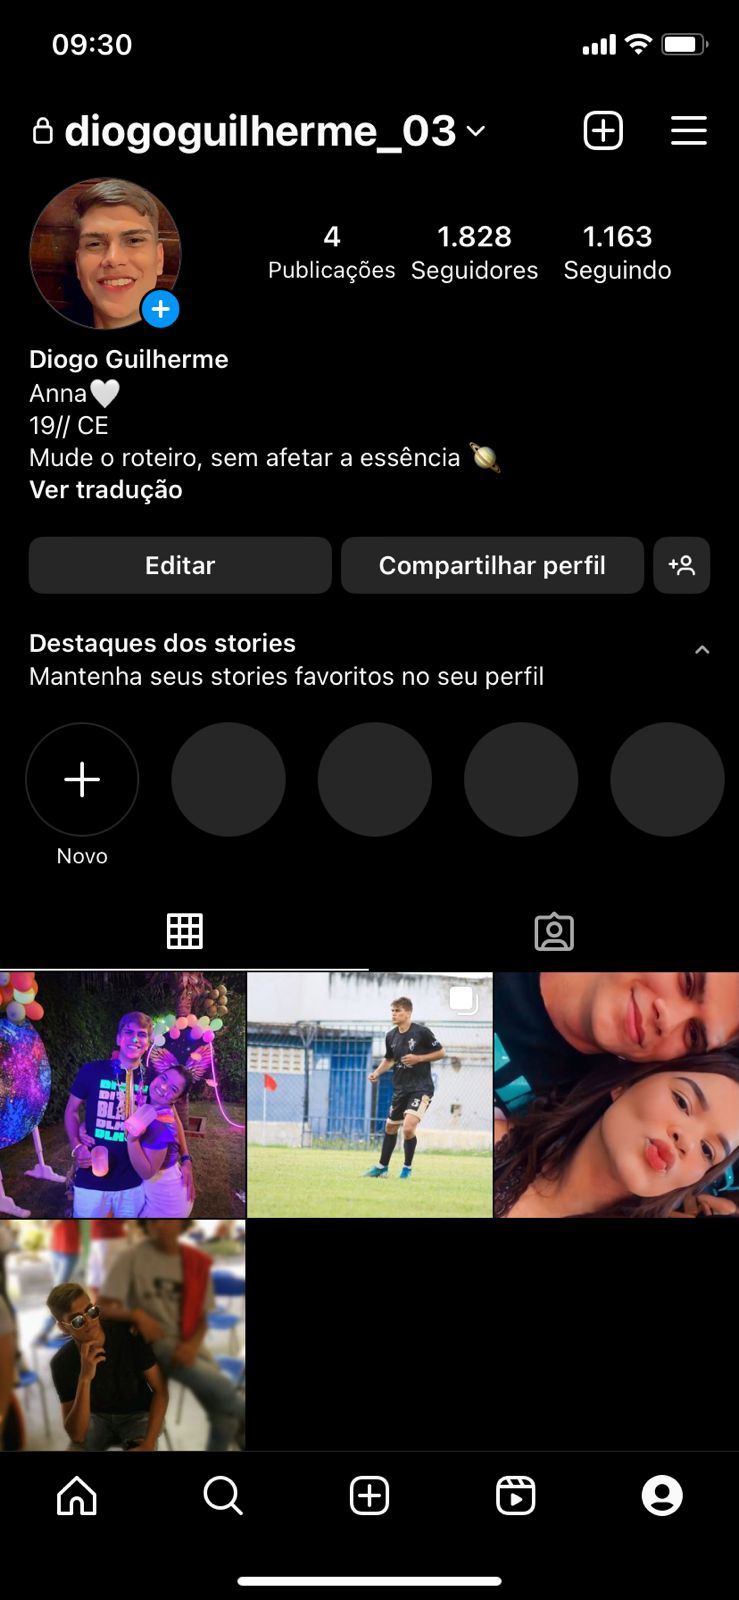 09:30
diogoguilherme_03
4 1.828 1.163
Publicações Seguidores Seguindo
Diogo Guilherme
Anna🤍
19// CE
Mude o roteiro, sem afetar a essência 🪐
Ver tradução
Editar Compartilhar perfil
Destaques dos stories
Mantenha seus stories favoritos no seu perfil
Novo
3